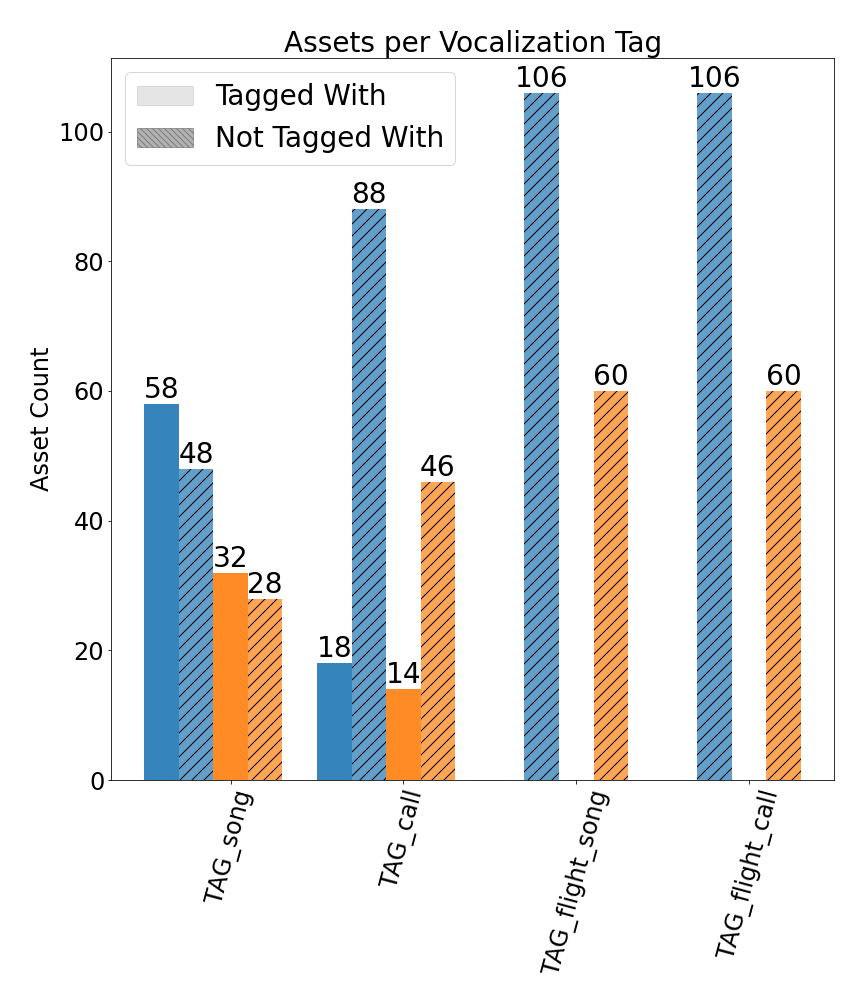 Assets per Vocalization Tag
Tagged With
Not Tagged With
106
106
88
58
48
32
28
18
14
46
60
60
Asset Count
100
80
60
40
20
0
TAG_song
TAG_call
TAG_flight_song
TAG_flight_call